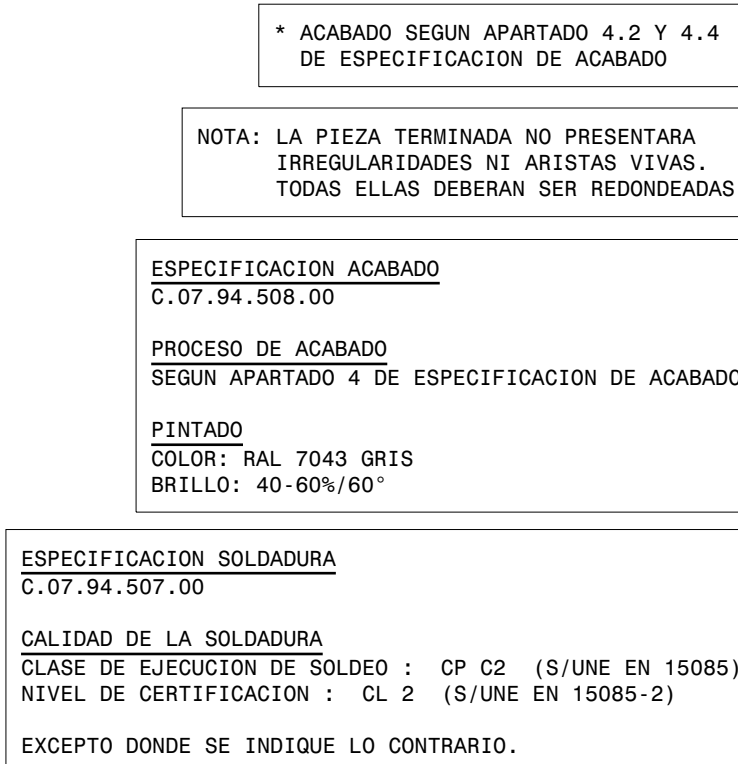 * ACABADO SEGUN APARTADO 4.2 Y 4.4
DE ESPECIFICACION DE ACABADO
NOTA: LA PIEZA TERMINADA NO PRESENTARA
IRREGULARIDADES NI ARISTAS VIVAS.
TODAS ELLAS DEBERAN SER REDONDEADAS
ESPECIFICACION ACABADO
C.07.94.508.00
PROCESO DE ACABADO
SEGUN APARTADO 4 DE ESPECIFICACION DE ACABADO
PINTADO
COLOR: RAL 7043 GRIS
BRILLO: 40-60%/60°
ESPECIFICACION SOLDADURA
C.07.94.507.00
CALIDAD DE LA SOLDADURA
CLASE DE EJECUCION DE SOLDEO : CP C2 (S/UNE EN 15085)
NIVEL DE CERTIFICACION : CL 2 (S/UNE EN 15085-2)
EXCEPTO DONDE SE INDIQUE LO CONTRARIO.